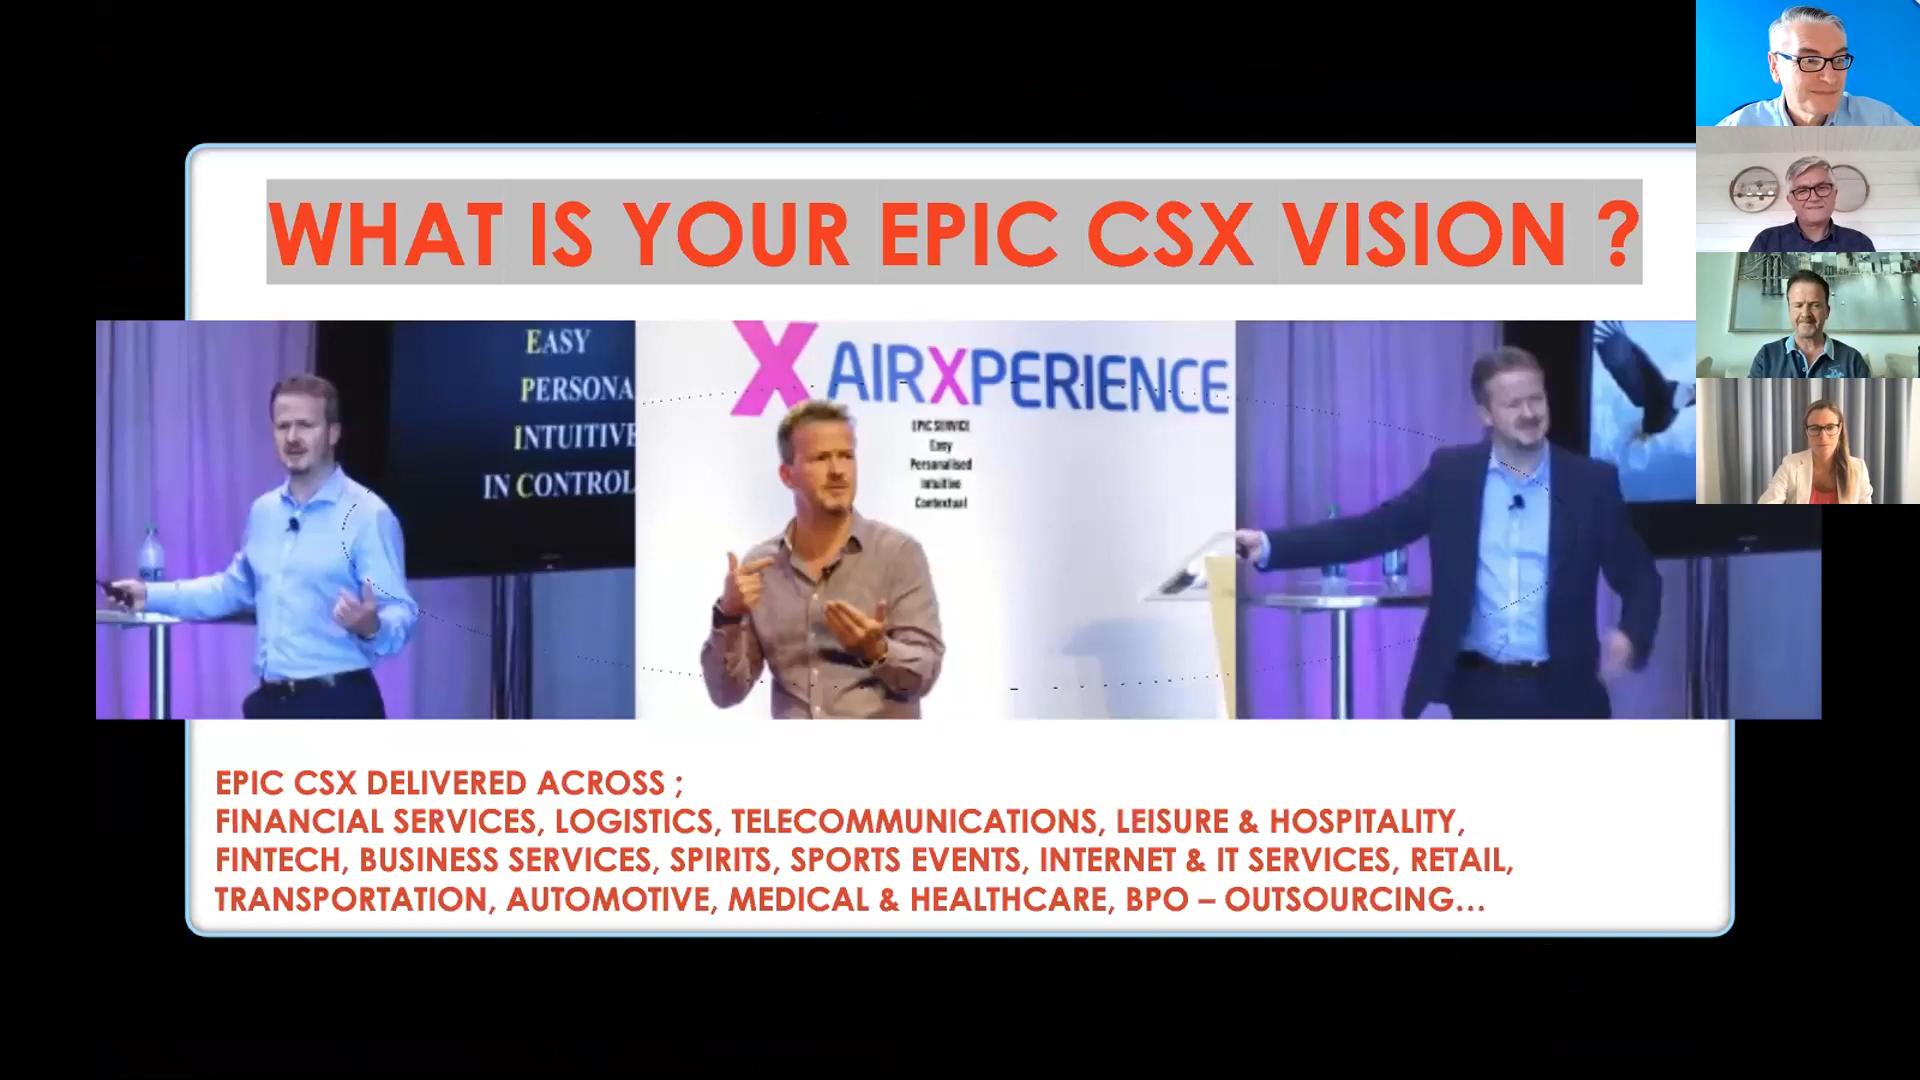 WHAT IS YOUR EPIC CSX VISION ?
EASY
PERSONA
INTUITIVE
IN CONTROL
X AIRXPERIENCE
EPIC SERVICE
Easy
Personalised
Intuitive
Contextual
EPIC CSX DELIVERED ACROSS ;
FINANCIAL SERVICES, LOGISTICS, TELECOMMUNICATIONS, LEISURE & HOSPITALITY,
FINTECH, BUSINESS SERVICES, SPIRITS, SPORTS EVENTS, INTERNET & IT SERVICES, RETAIL,
TRANSPORTATION, AUTOMOTIVE, MEDICAL & HEALTHCARE, BPO – OUTSOURCING…